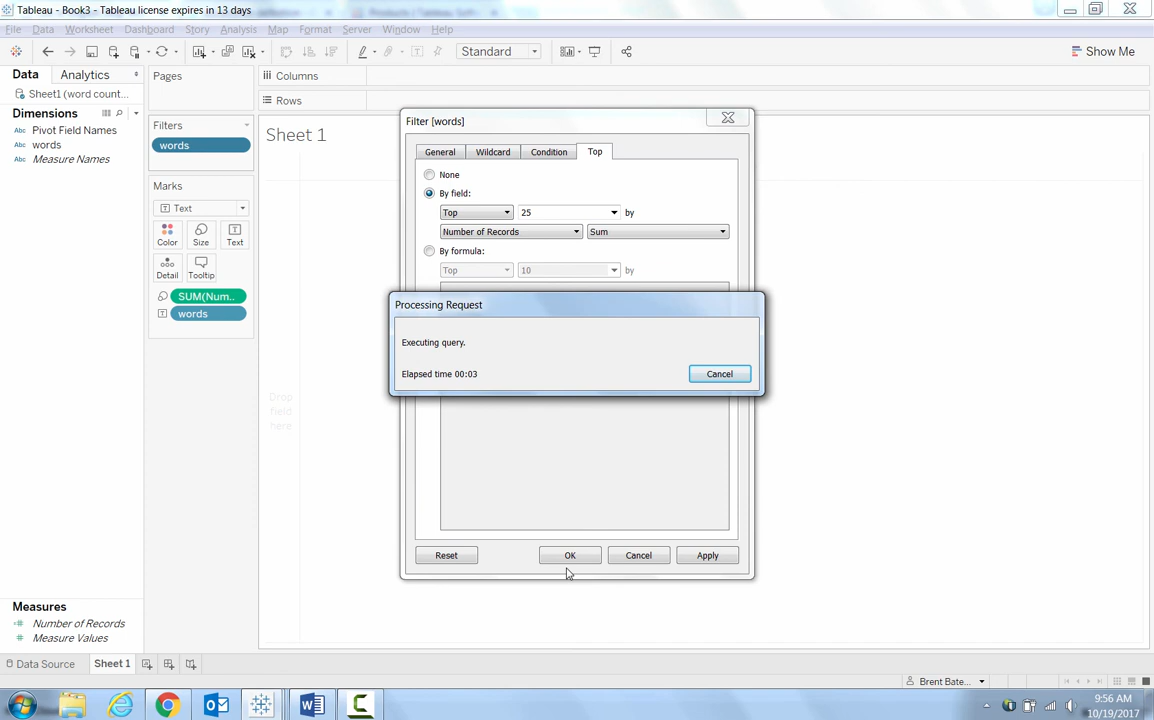 Tableau - Book3 - Tableau license expires in 13 days
File Data Worksheet Dashboard Story Analysis Map Format Server Window Help
Standard
Show Me
Data Analytics
Pages
Columns
Sheet1 (word count...
Rows
Dimensions
Pivot Field Names
words
Measure Names
Filters
words
Sheet 1
Marks
Text
Color Size Text
Detail Tooltip
SUM(Num..
words
Drop
field
here
Filter [words]
General Wildcard Condition Top
None
By field:
Top 25 by
Number of Records Sum
By formula:
Top 10 by
Processing Request
Executing query.
Elapsed time 00:03
Cancel
Reset OK Cancel Apply
Measures
Number of Records
Measure Values
Data Source Sheet 1
Brent Bate...
9:56 AM
10/19/2017